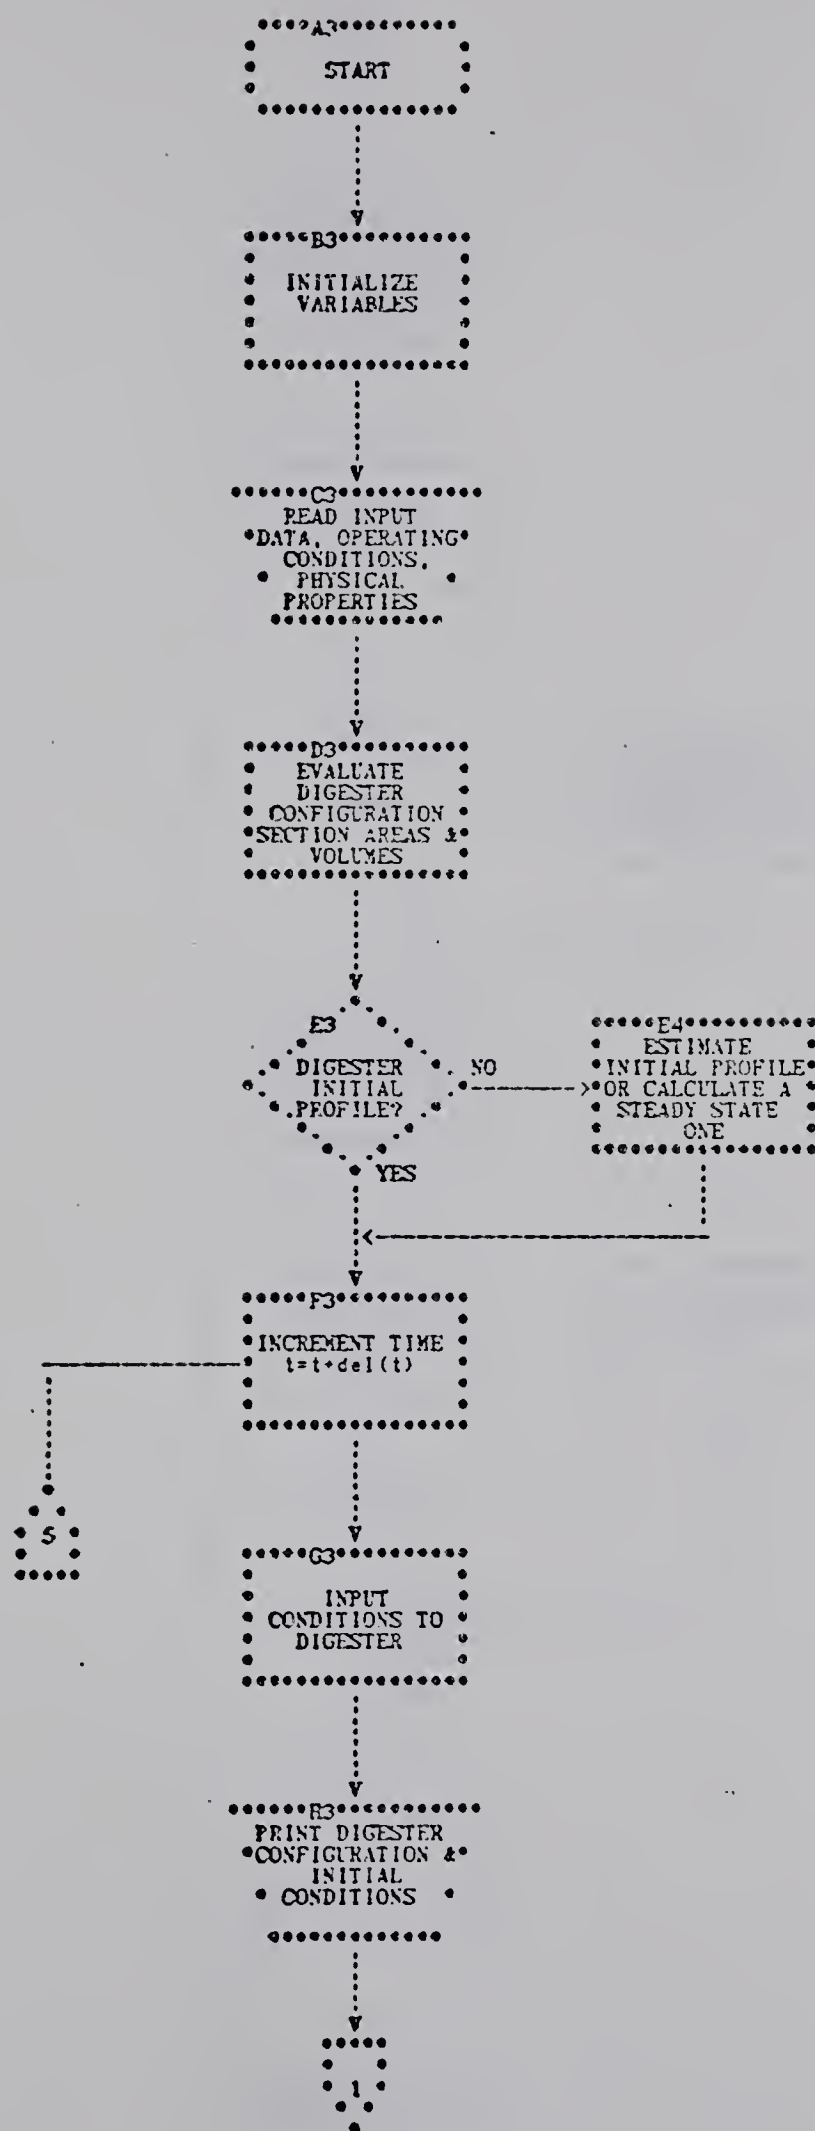 A3
START
B3
INITIALIZE
VARIABLES
C3
READ INPUT
DATA, OPERATING
CONDITIONS,
PHYSICAL
PROPERTIES
D3
EVALUATE
DIGESTER
CONFIGURATION
SECTION AREAS &
VOLUMES
E3
DIGESTER
INITIAL
PROFILE?
NO
YES
E4
ESTIMATE
INITIAL PROFILE
OR CALCULATE A
STEADY STATE
ONE
F3
INCREMENT TIME
t=t+del(t)
5
G3
INPUT
CONDITIONS TO
DIGESTER
H3
PRINT DIGESTER
CONFIGURATION &
INITIAL
CONDITIONS
1